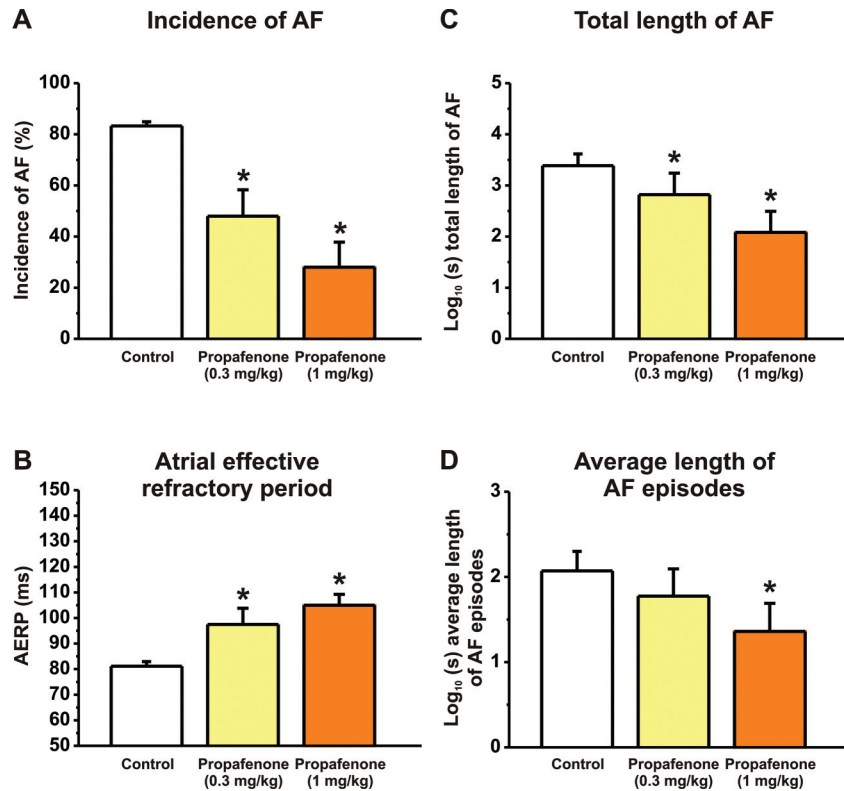 A
Incidence of AF
Incidence of AF (%)
100
80
60
40
20
0
*
*
Control
Propafenone
(0.3 mg/kg)
Propafenone
(1 mg/kg)
C
Total length of AF
Log₁₀ (s) total length of AF
5
4
3
2
1
0
*
*
Control
Propafenone
(0.3 mg/kg)
Propafenone
(1 mg/kg)
B
Atrial effective
refractory period
AERP (ms)
150
140
130
120
110
100
90
80
70
60
50
*
*
Control
Propafenone
(0.3 mg/kg)
Propafenone
(1 mg/kg)
D
Average length of
AF episodes
Log₁₀ (s) average length
of AF episodes
3
2
1
0
*
Control
Propafenone
(0.3 mg/kg)
Propafenone
(1 mg/kg)